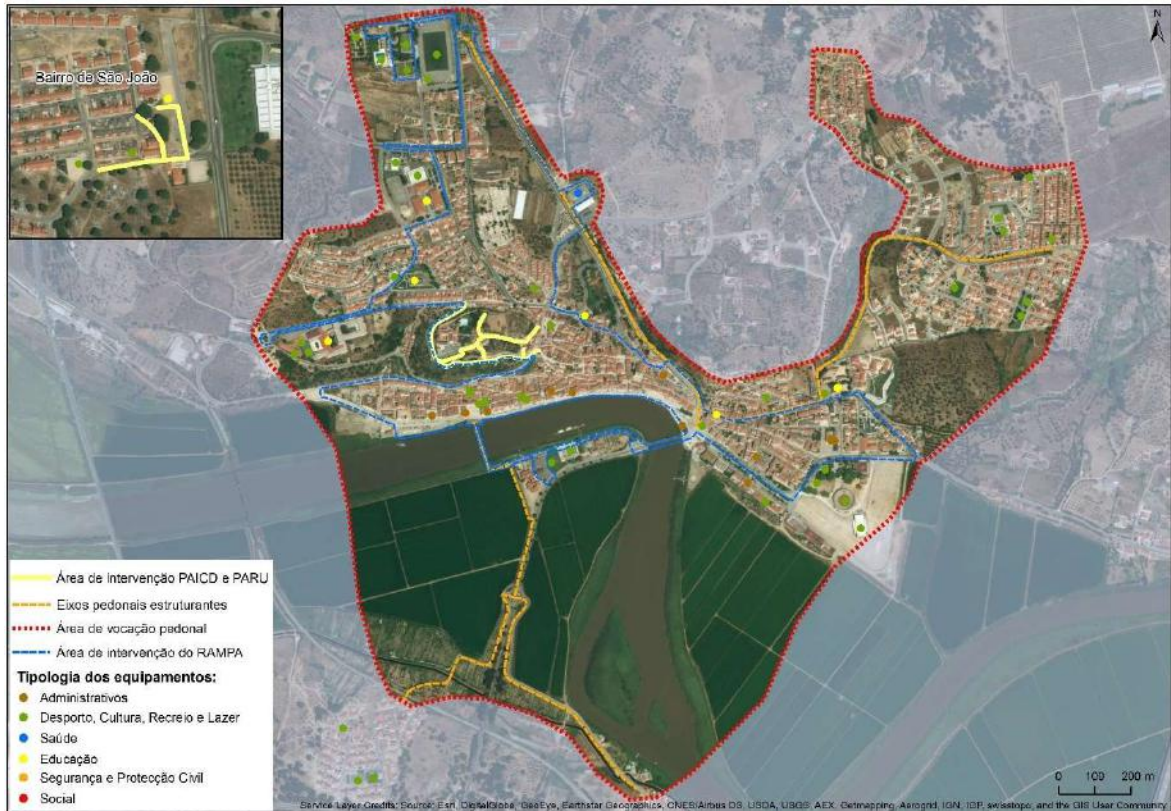 Bairro de São João
N
Área de Intervenção PAICD e PARU
Eixos pedonais estruturantes
Área de vocação pedonal
Área de intervenção do RAMPA
Tipologia dos equipamentos:
Administrativos
Desporto, Cultura, Recreio e Lazer
Saúde
Educação
Segurança e Protecção Civil
Social
0 100 200 m
Service Layer Credits: Source: Esri, DigitalGlobe, GeoEye, Earthstar Geographics, CNES/Airbus DS, USDA, USGS, AEX, Getmapping, Aerogrid, IGN, IGP, swisstopo, and the GIS User Community